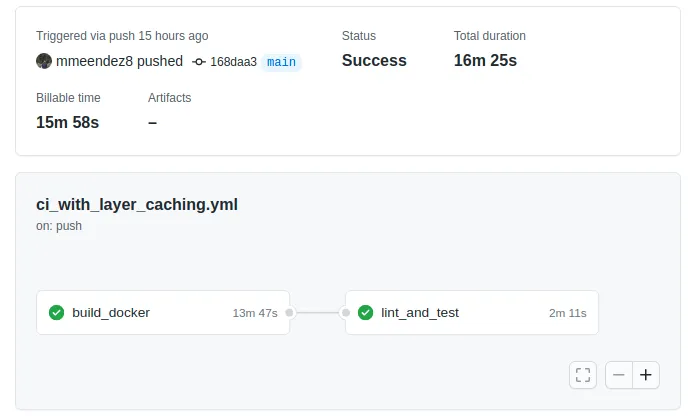 Triggered via push 15 hours ago
mmeendez8 pushed 168daa3 main
Status
Success
Total duration
16m 25s
Billable time
15m 58s
Artifacts
–
ci_with_layer_caching.yml
on: push
build_docker 13m 47s
lint_and_test 2m 11s